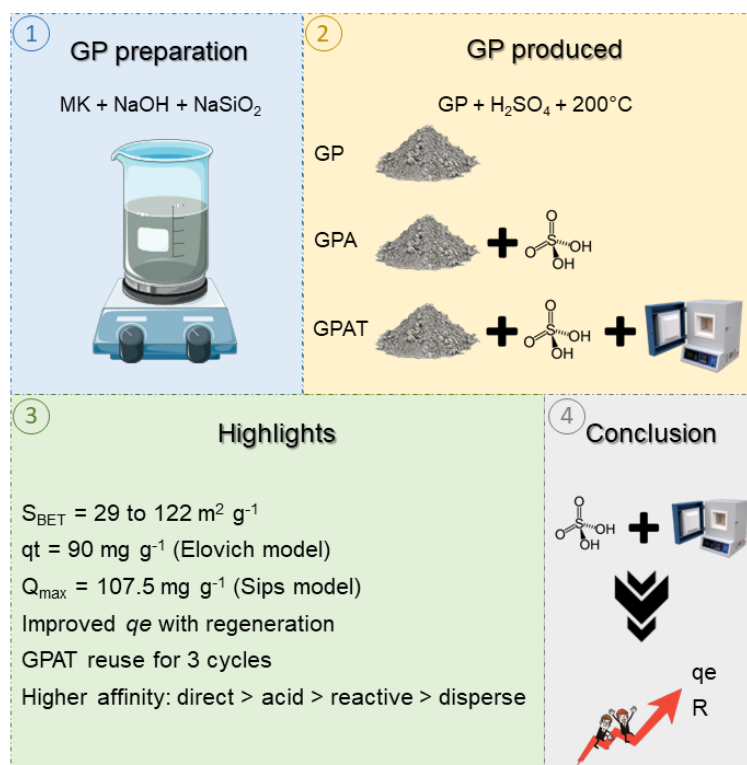 1
GP preparation
MK + NaOH + NaSiO₂
2
GP produced
GP + H₂SO₄ + 200°C
GP
GPA
O
O
S
OH
OH
GPAT
O
O
S
OH
OH
3
Highlights
S_BET = 29 to 122 m² g⁻¹
qt = 90 mg g⁻¹ (Elovich model)
Q_max = 107.5 mg g⁻¹ (Sips model)
Improved qe with regeneration
GPAT reuse for 3 cycles
Higher affinity: direct > acid > reactive > disperse
4
Conclusion
O
O
S
OH
OH
qe
R